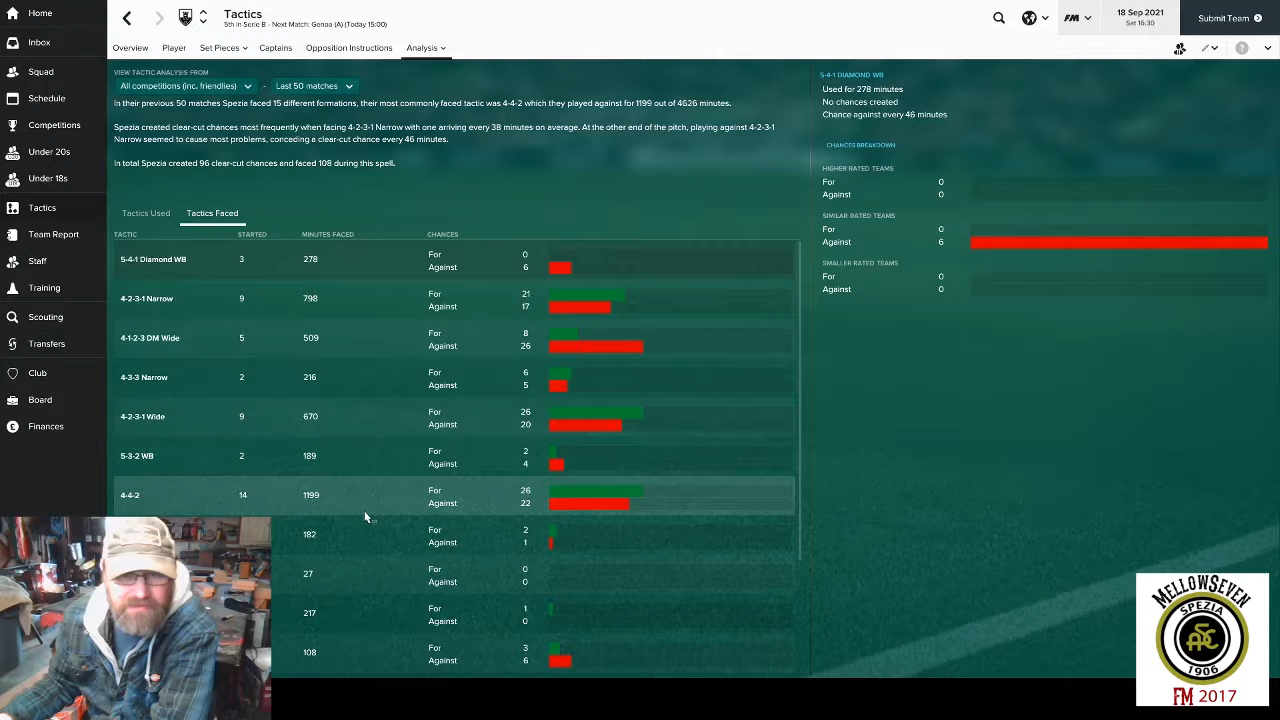 Tactics
5th in Serie B - Next Match: Genoa (A) (Today 15:00)
FM
18 Sep 2021
Sat 16:30
Submit Team
Home
Inbox
Squad
Schedule
Competitions
Under 20s
Under 18s
Tactics
Team Report
Staff
Training
Scouting
Transfers
Club
Board
Finances
Overview
Player
Set Pieces
Captains
Opposition Instructions
Analysis
VIEW TACTIC ANALYSIS FROM
All competitions (inc. friendlies) - Last 50 matches
In their previous 50 matches Spezia faced 15 different formations, their most commonly faced tactic was 4-4-2 which they played against for 1199 out of 4626 minutes.
Spezia created clear-cut chances most frequently when facing 4-2-3-1 Narrow with one arriving every 38 minutes on average. At the other end of the pitch, playing against 4-2-3-1
Narrow seemed to cause most problems, conceding a clear-cut chance every 46 minutes.
In total Spezia created 96 clear-cut chances and faced 108 during this spell.
Tactics Used
Tactics Faced
TACTIC STARTED MINUTES FACED CHANCES
5-4-1 Diamond WB 3 278 For 0
Against 6
4-2-3-1 Narrow 9 798 For 21
Against 17
4-1-2-3 DM Wide 5 509 For 8
Against 26
4-3-3 Narrow 2 216 For 6
Against 5
4-2-3-1 Wide 9 670 For 26
Against 20
5-3-2 WB 2 189 For 2
Against 4
4-4-2 14 1199 For 26
Against 22
182 For 2
Against 1
27 For 0
Against 0
217 For 1
Against 0
108 For 3
Against 6
5-4-1 DIAMOND WB
Used for 278 minutes
No chances created
Chance against every 46 minutes
CHANCES BREAKDOWN
HIGHER RATED TEAMS
For 0
Against 0
SIMILAR RATED TEAMS
For 0
Against 6
SMALLER RATED TEAMS
For 0
Against 0
MELLOWSEVEN
SPEZIA
ASC
1906
FM 2017